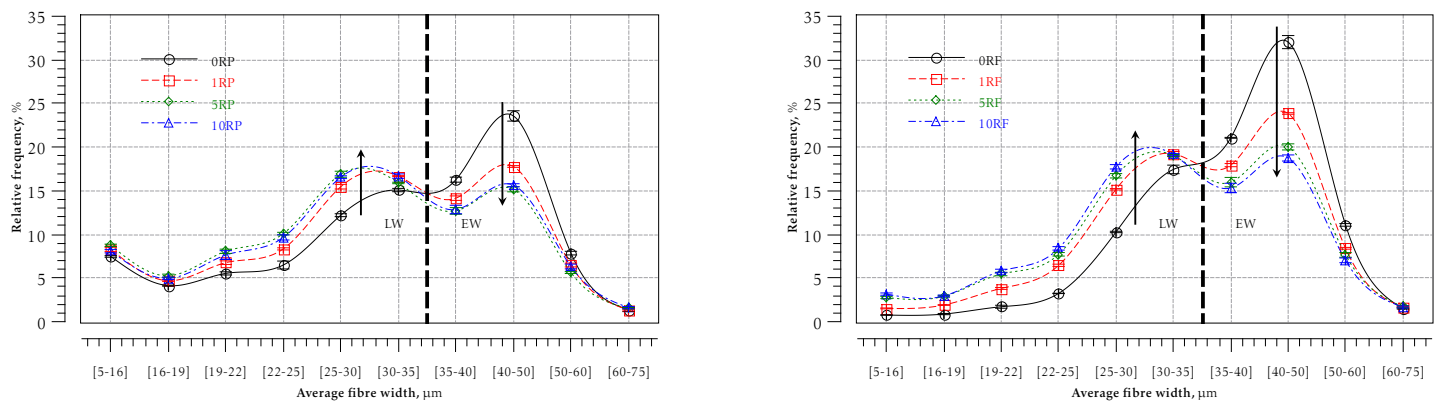 35
30
25
20
15
10
5
0
Relative frequency, %
0RP
1RP
5RP
10RP
LW
EW
[5-16] [16-19] [19-22] [22-25] [25-30] [30-35] [35-40] [40-50] [50-60] [60-75]
Average fibre width, μm
35
30
25
20
15
10
5
0
Relative frequency, %
0RF
1RF
5RF
10RF
LW
EW
[5-16] [16-19] [19-22] [22-25] [25-30] [30-35] [35-40] [40-50] [50-60] [60-75]
Average fibre width, μm